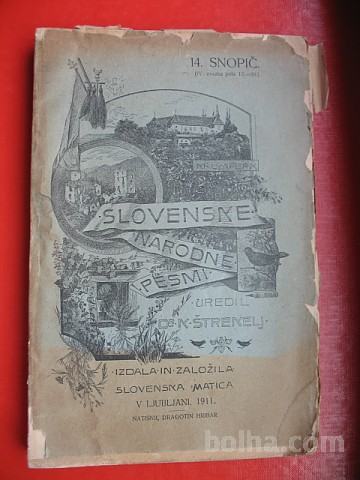 14. SNOPIČ.
SLOVENSKE
NARODNE
PESMI
UREDIL
DR. K. ŠTREKELJ
IZDALA IN ZALOŽILA
SLOVENSKA MATICA
V LJUBLJANI, 1911.
NATISNIL DRAGOTIN HRIBAR
bolha.com